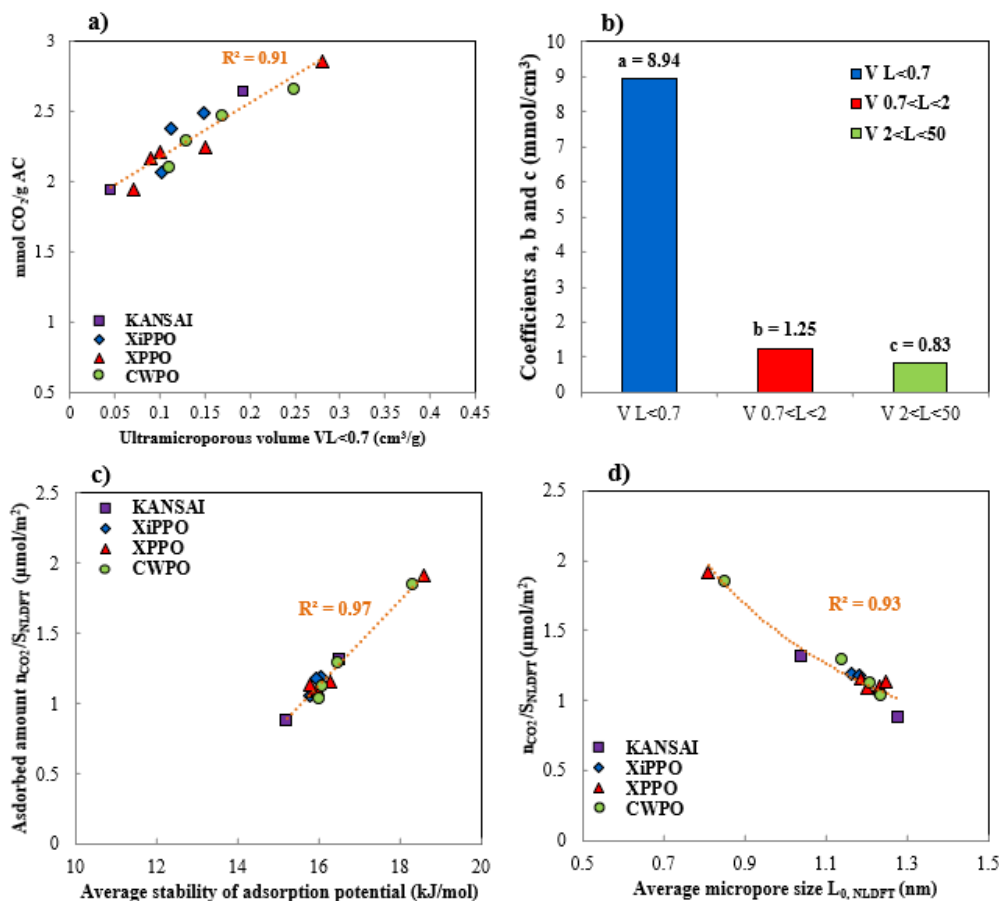 a)
R² = 0.91
mmol CO₂/g AC
3
2.5
2
1.5
1
0.5
KANSAI
XiPPO
XPPO
CWPO
0 0.05 0.1 0.15 0.2 0.25 0.3 0.35 0.4 0.45
Ultramicroporous volume VL<0.7 (cm³/g)
b)
Coefficients a, b and c (mmol/cm³)
10
9
8
7
6
5
4
3
2
1
0
a = 8.94
b = 1.25
c = 0.83
V L<0.7
V 0.7<L<2
V 2<L<50
V L<0.7 V 0.7<L<2 V 2<L<50
c)
Asdorbed amount nCO2/SNLDFT (µmol/m²)
2.5
2
1.5
1
0.5
0
KANSAI
XiPPO
XPPO
CWPO
R² = 0.97
10 12 14 16 18 20
Average stability of adsorption potential (kJ/mol)
d)
nCO2/SNLDFT (µmol/m²)
2.5
2
1.5
1
0.5
0
R² = 0.93
KANSAI
XiPPO
XPPO
CWPO
0.5 0.7 0.9 1.1 1.3 1.5
Average micropore size L0, NLDFT (nm)